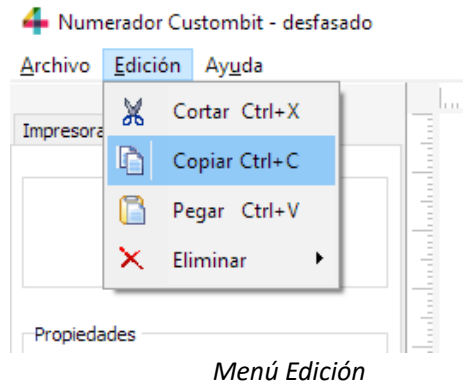 Numerador Custombit - desfasado
Archivo Edición Ayuda
Cortar Ctrl+X
Impresora
Copiar Ctrl+C
Pegar Ctrl+V
Eliminar
Propiedades
Menú Edición